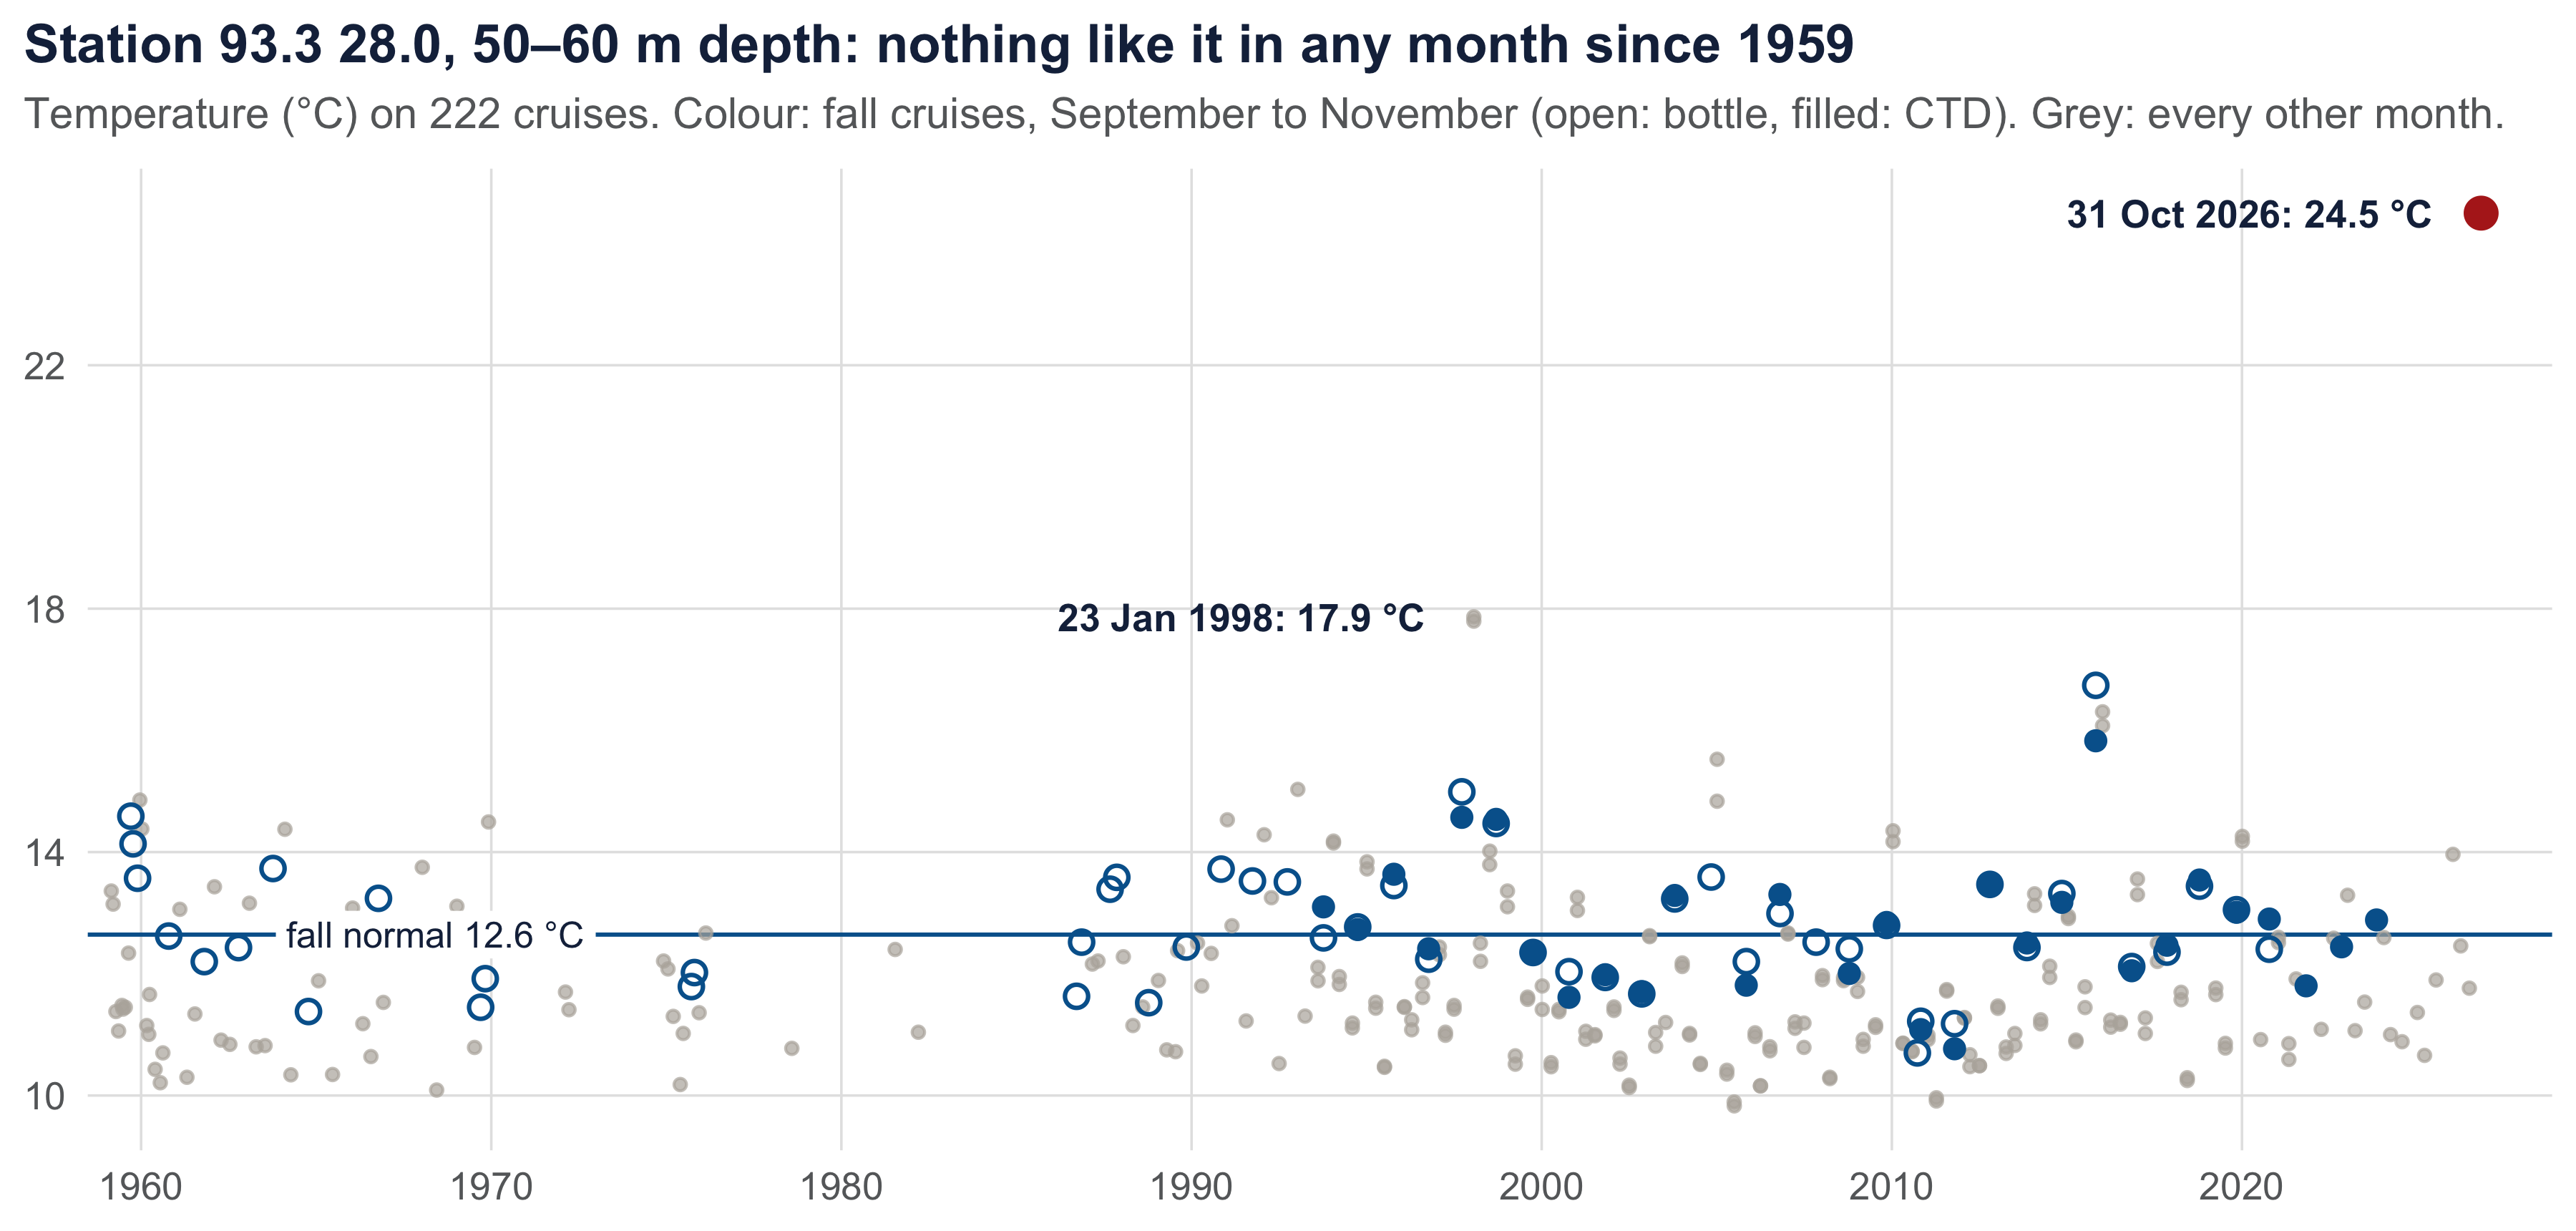 Station 93.3 28.0, 50–60 m depth: nothing like it in any month since 1959
Temperature (°C) on 222 cruises. Colour: fall cruises, September to November (open: bottle, filled: CTD). Grey: every other month.
31 Oct 2026: 24.5 °C
22
18
23 Jan 1998: 17.9 °C
14
fall normal 12.6 °C
10
1960
1970
1980
1990
2000
2010
2020